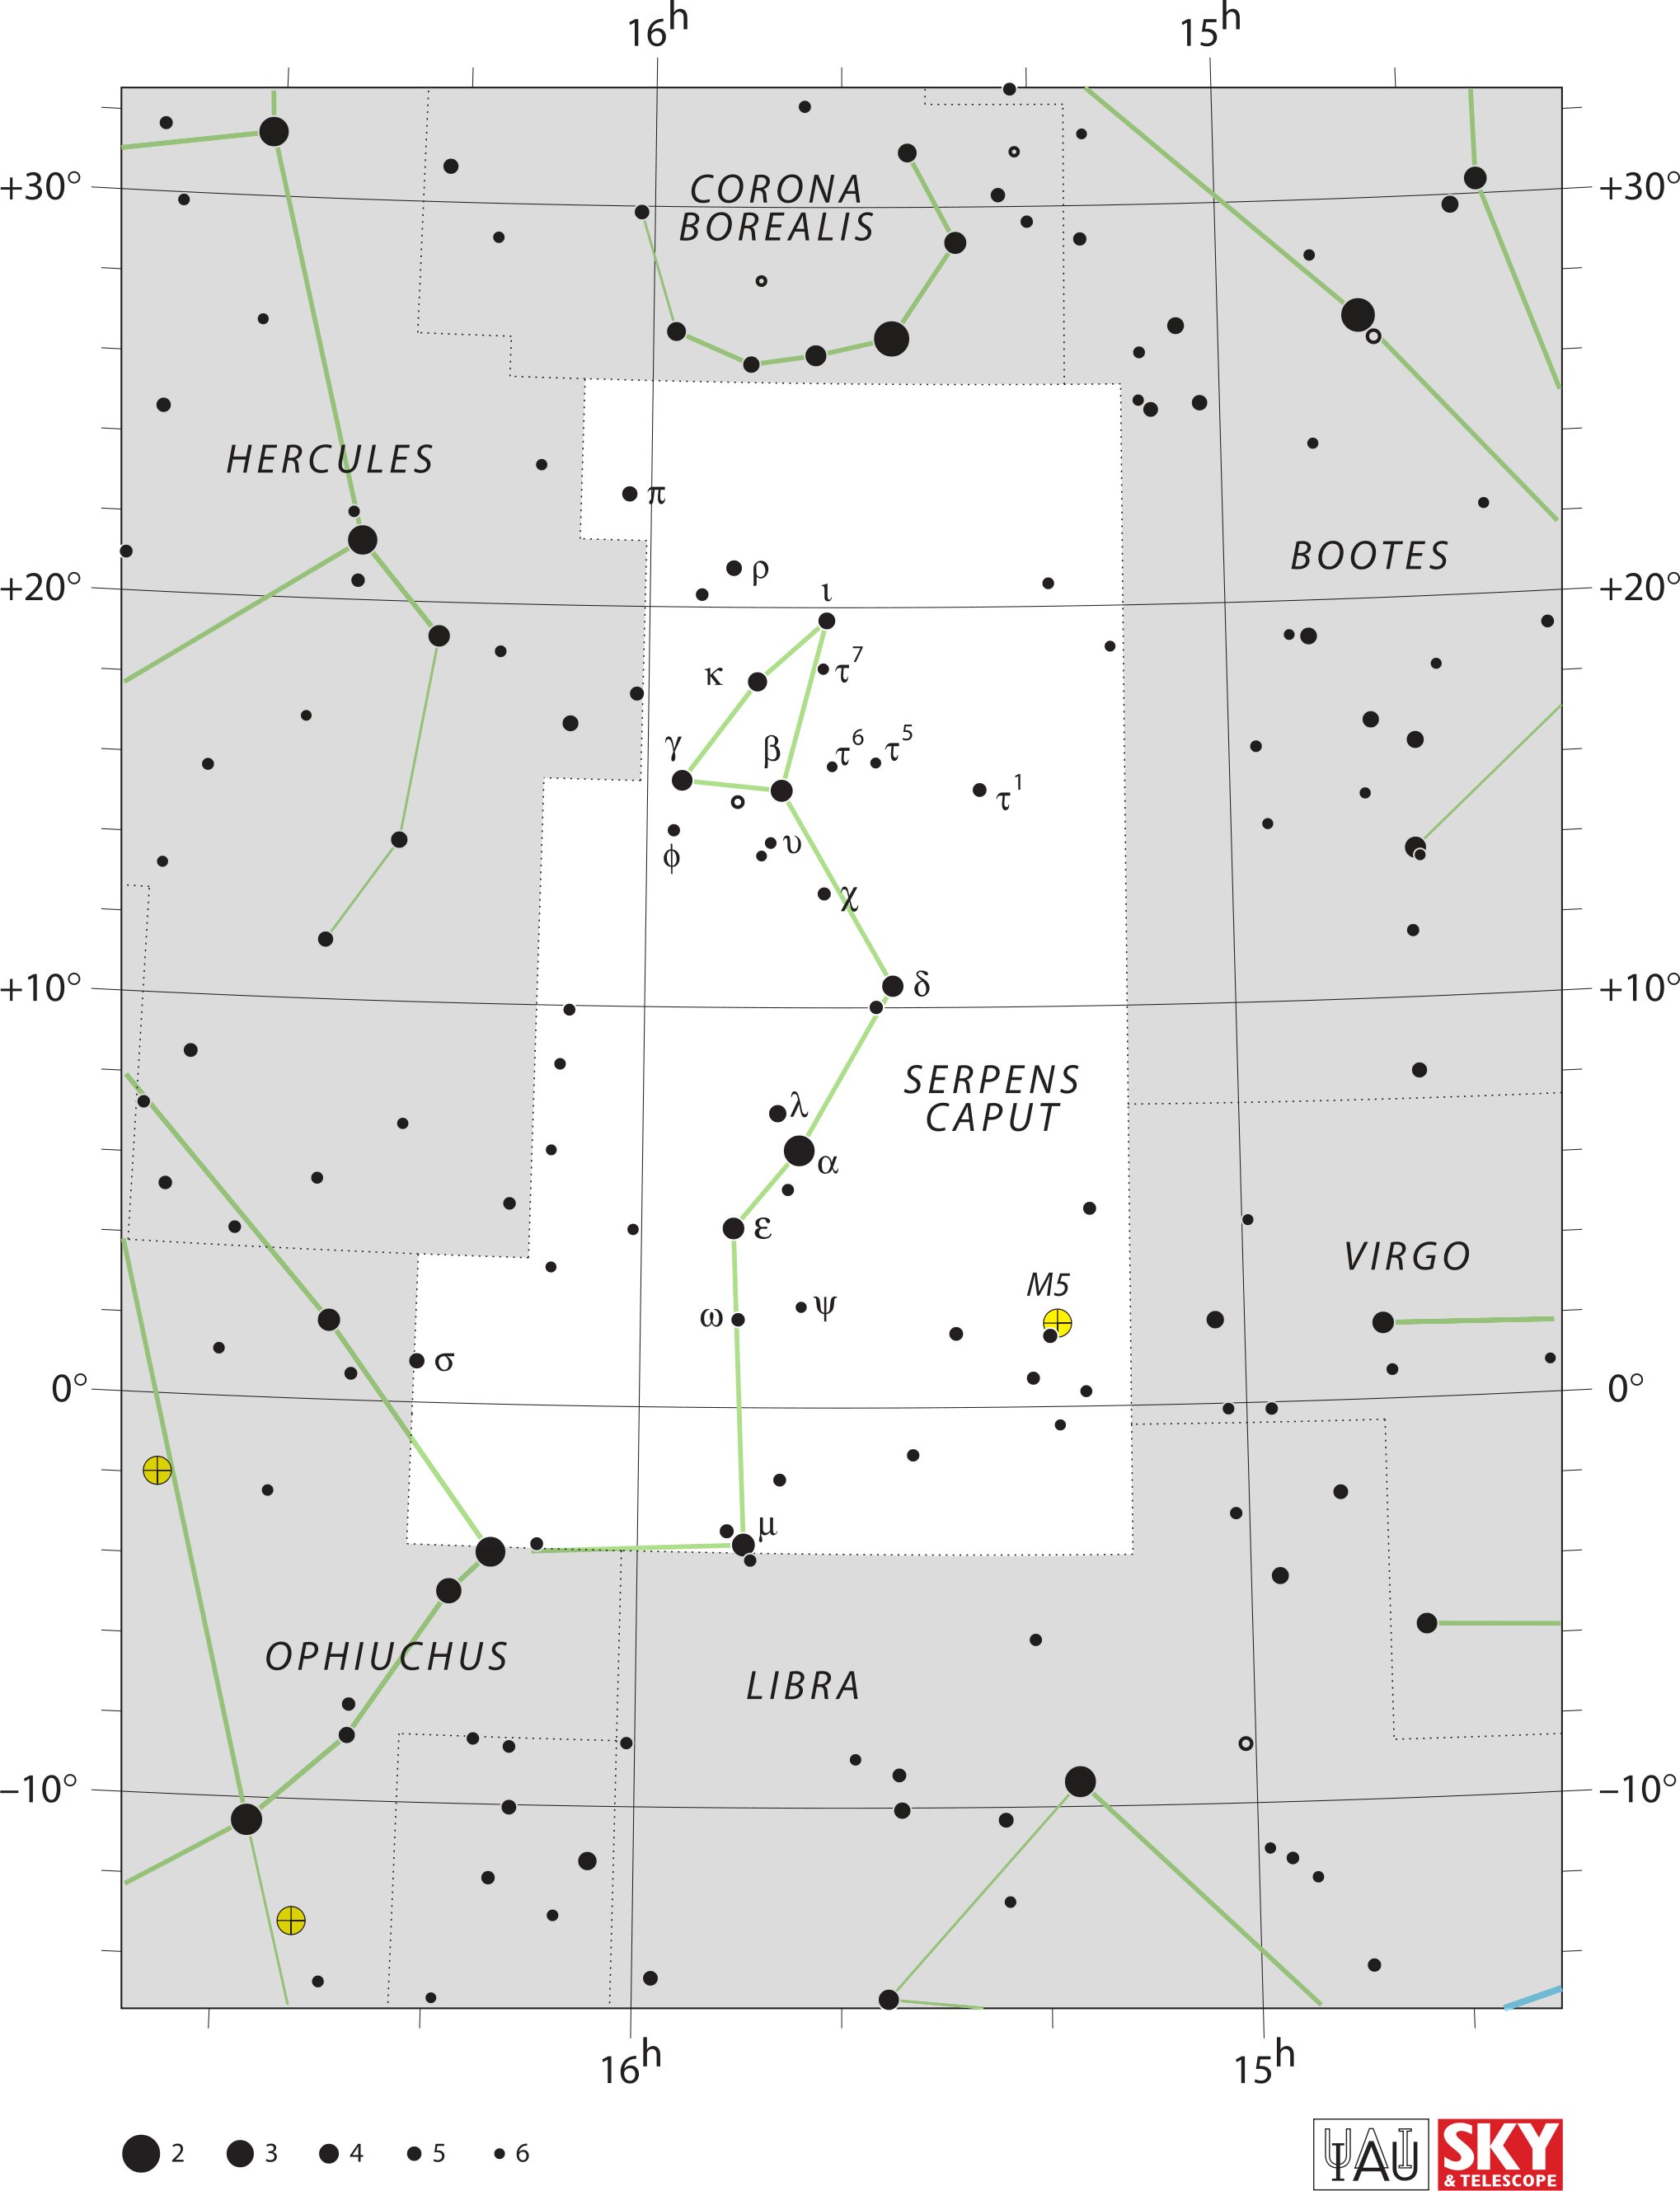 16h 15h
+30° +30°
CORONA
BOREALIS
HERCULES
π
BOOTES
+20° +20°
ρ
ι
κ τ7
γ β τ6 τ5
τ1
φ υ
χ
+10° +10°
δ
SERPENS
CAPUT
λ
α
ε
VIRGO
M5
ω ψ
σ
0° 0°
μ
OPHIUCHUS
LIBRA
–10° –10°
16h 15h
2 3 4 5 6
IAU
SKY
& TELESCOPE